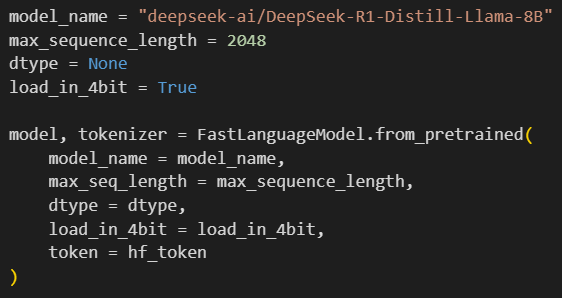 model_name = "deepseek-ai/DeepSeek-R1-Distill-Llama-8B"
max_sequence_length = 2048
dtype = None
load_in_4bit = True

model, tokenizer = FastLanguageModel.from_pretrained(
    model_name = model_name,
    max_seq_length = max_sequence_length,
    dtype = dtype,
    load_in_4bit = load_in_4bit,
    token = hf_token
)